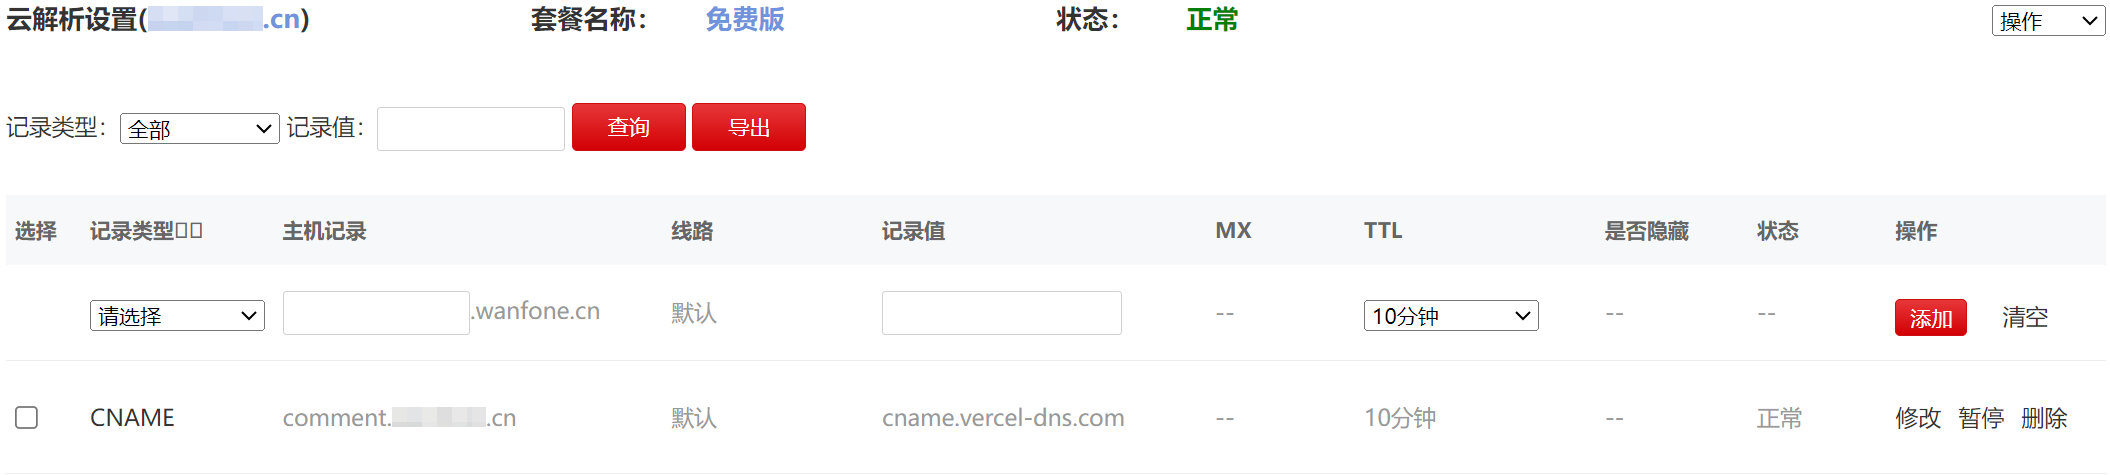 云解析设置( .cn) 套餐名称： 免费版 状态： 正常 操作
记录类型： 全部 记录值： 查询 导出
选择 记录类型 主机记录 线路 记录值 MX TTL 是否隐藏 状态 操作
请选择 .wanfone.cn 默认 -- 10分钟 -- -- 添加 清空
CNAME comment. .cn 默认 cname.vercel-dns.com -- 10分钟 -- 正常 修改 暂停 删除